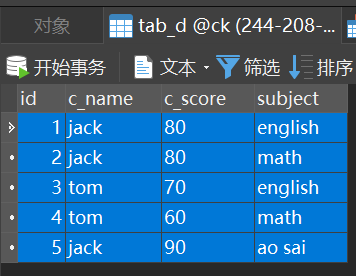 对象 tab_d @ck (244-208-...
开始事务 文本 筛选 排序
id c_name c_score subject
1 jack 80 english
2 jack 80 math
3 tom 70 english
4 tom 60 math
5 jack 90 ao sai